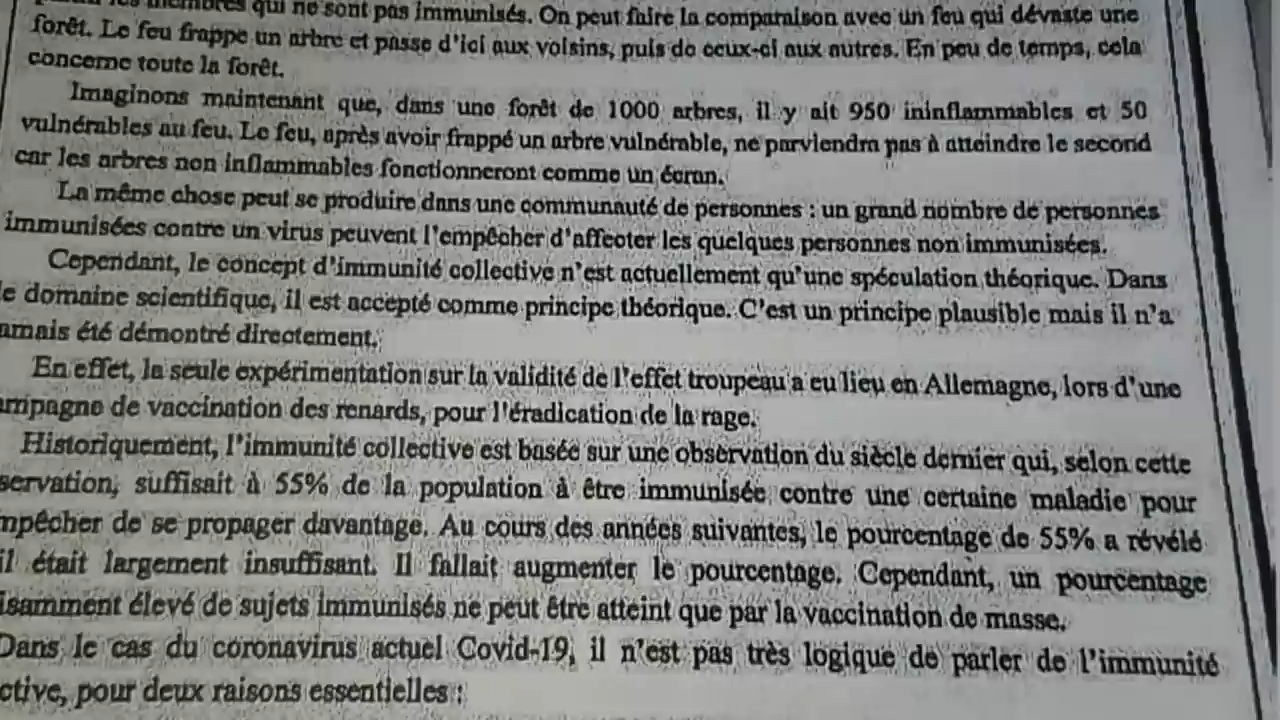 membres qui ne sont pas immunisés. On peut faire la comparaison avec un feu qui dévaste une
forêt. Le feu frappe un arbre et passe d'ici aux voisins, puis de ceux-ci aux autres. En peu de temps, cela
concerne toute la forêt.
Imaginons maintenant que, dans une forêt de 1000 arbres, il y ait 950 ininflammables et 50
vulnérables au feu. Le feu, après avoir frappé un arbre vulnérable, ne parviendra pas à atteindre le second
car les arbres non inflammables fonctionneront comme un écran.
La même chose peut se produire dans une communauté de personnes : un grand nombre de personnes
immunisées contre un virus peuvent l'empêcher d'affecter les quelques personnes non immunisées.
Cependant, le concept d'immunité collective n'est actuellement qu'une spéculation théorique. Dans
le domaine scientifique, il est accepté comme principe théorique. C'est un principe plausible mais il n'a
amais été démontré directement.
En effet, la seule expérimentation sur la validité de l'effet troupeau a eu lieu en Allemagne, lors d'une
ampagne de vaccination des renards, pour l'éradication de la rage.
Historiquement, l'immunité collective est basée sur une observation du siècle dernier qui, selon cette
servation, suffisait à 55% de la population à être immunisée contre une certaine maladie pour
mpêcher de se propager davantage. Au cours des années suivantes, le pourcentage de 55% a révélé
il était largement insuffisant. Il fallait augmenter le pourcentage. Cependant, un pourcentage
isamment élevé de sujets immunisés ne peut être atteint que par la vaccination de masse.
Dans le cas du coronavirus actuel Covid-19, il n'est pas très logique de parler de l'immunité
ctive, pour deux raisons essentielles :